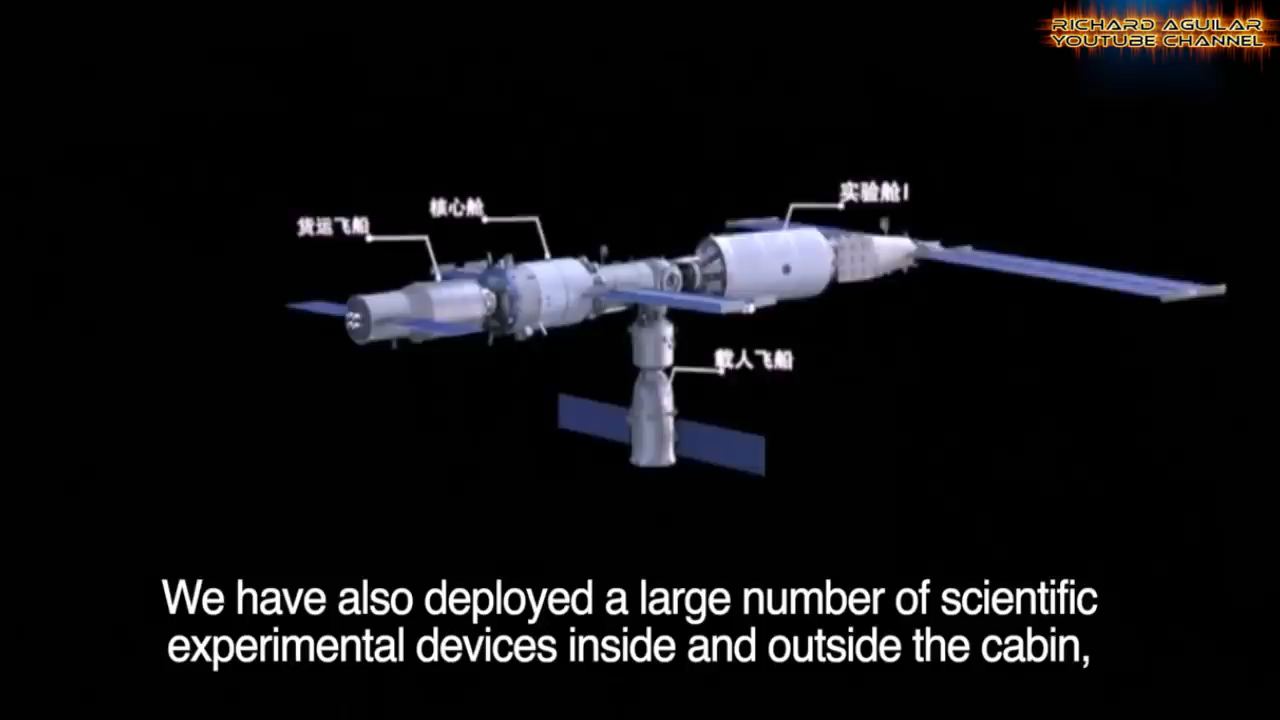 RICHARD AGUILAR
YOUTUBE CHANNEL
实验舱I
核心舱
货运飞船
载人飞船
We have also deployed a large number of scientific
experimental devices inside and outside the cabin,